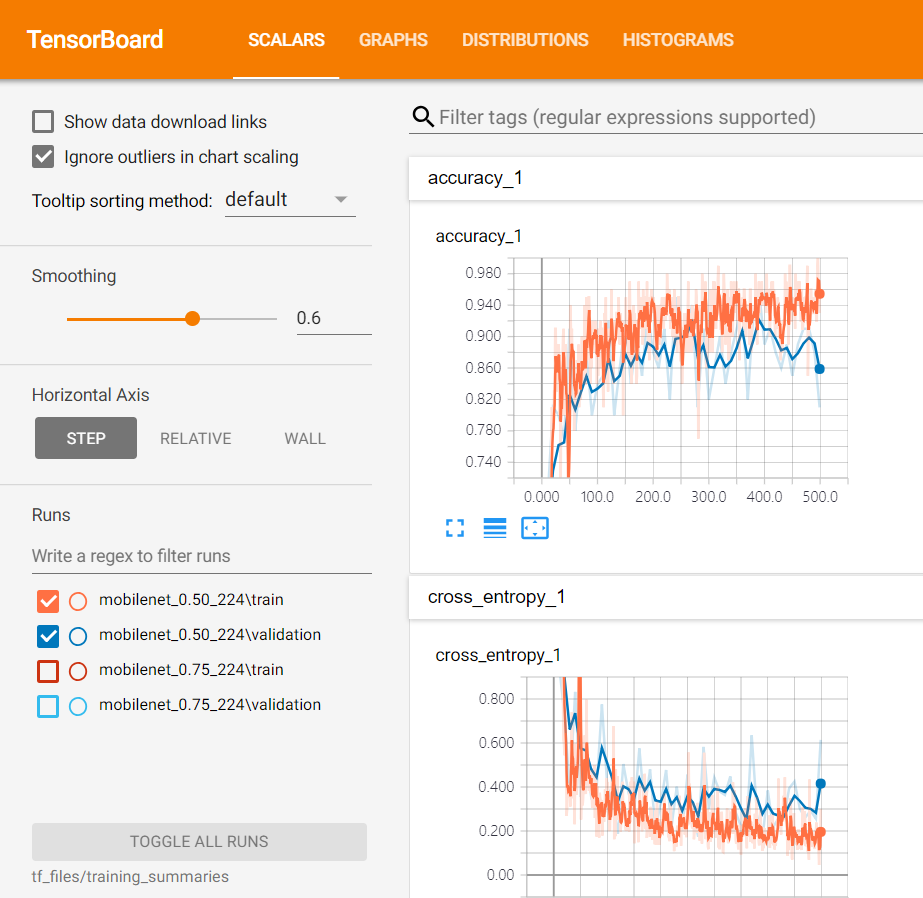 TensorBoard SCALARS GRAPHS DISTRIBUTIONS HISTOGRAMS
Show data download links
Ignore outliers in chart scaling
Tooltip sorting method: default
Smoothing
0.6
Horizontal Axis
STEP RELATIVE WALL
Runs
Write a regex to filter runs
mobilenet_0.50_224\train
mobilenet_0.50_224\validation
mobilenet_0.75_224\train
mobilenet_0.75_224\validation
TOGGLE ALL RUNS
tf_files/training_summaries
Filter tags (regular expressions supported)
accuracy_1
accuracy_1
0.980
0.940
0.900
0.860
0.820
0.780
0.740
0.000 100.0 200.0 300.0 400.0 500.0
cross_entropy_1
cross_entropy_1
0.800
0.600
0.400
0.200
0.00